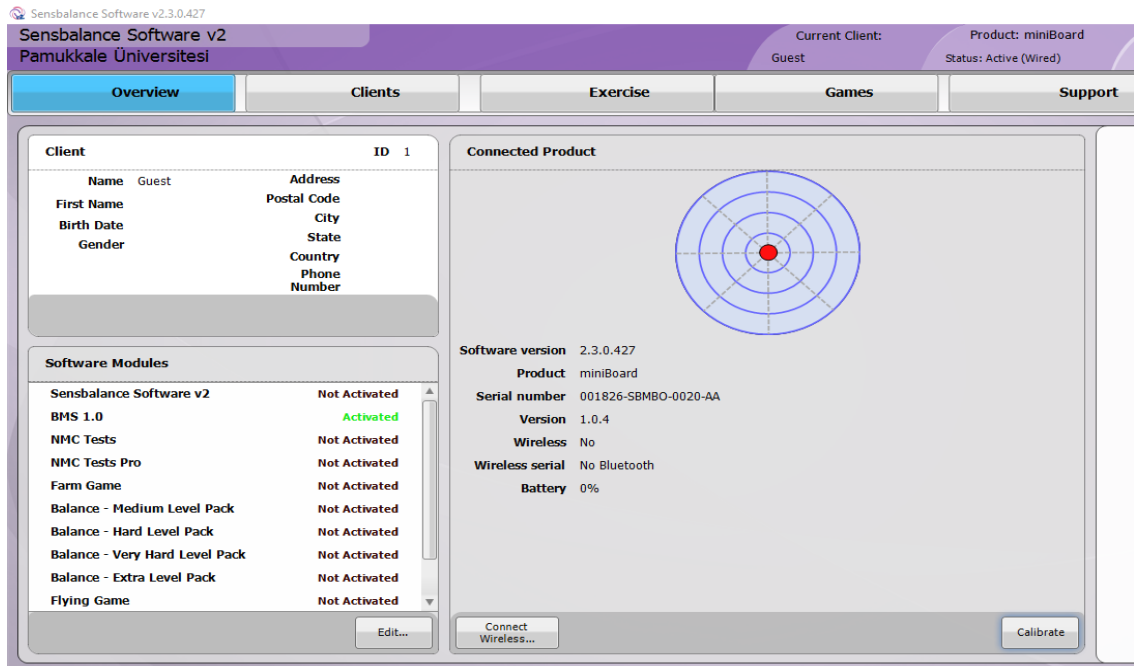 Sensbalance Software v2.3.0.427
Sensbalance Software v2
Pamukkale Üniversitesi
Current Client:
Guest
Product: miniBoard
Status: Active (Wired)
Overview
Clients
Exercise
Games
Support
Client
ID 1
Name Guest
First Name
Birth Date
Gender
Address
Postal Code
City
State
Country
Phone
Number
Software Modules
Sensbalance Software v2 Not Activated
BMS 1.0 Activated
NMC Tests Not Activated
NMC Tests Pro Not Activated
Farm Game Not Activated
Balance - Medium Level Pack Not Activated
Balance - Hard Level Pack Not Activated
Balance - Very Hard Level Pack Not Activated
Balance - Extra Level Pack Not Activated
Flying Game Not Activated
Edit...
Connected Product
Software version 2.3.0.427
Product miniBoard
Serial number 001826-SBMBO-0020-AA
Version 1.0.4
Wireless No
Wireless serial No Bluetooth
Battery 0%
Connect
Wireless...
Calibrate